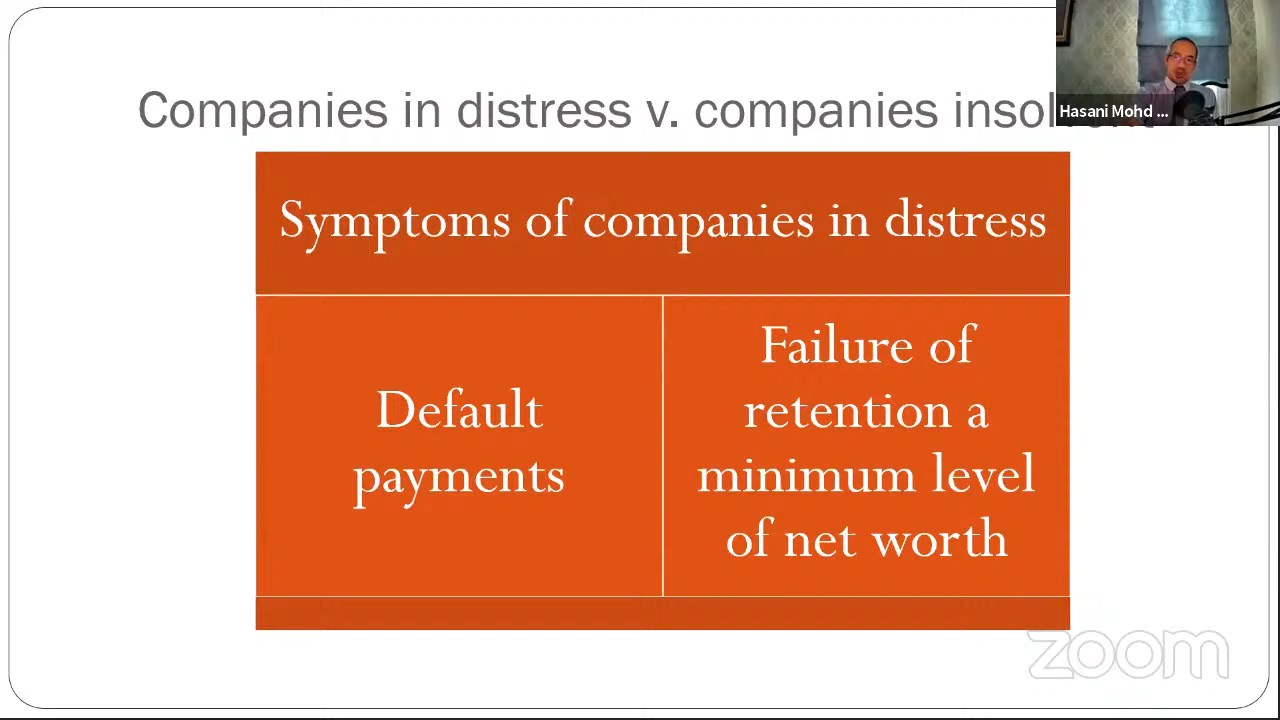 Companies in distress v. companies
Hasani Mohd ...
Symptoms of companies in distress
Default
payments
Failure of
retention a
minimum level
of net worth
zoom